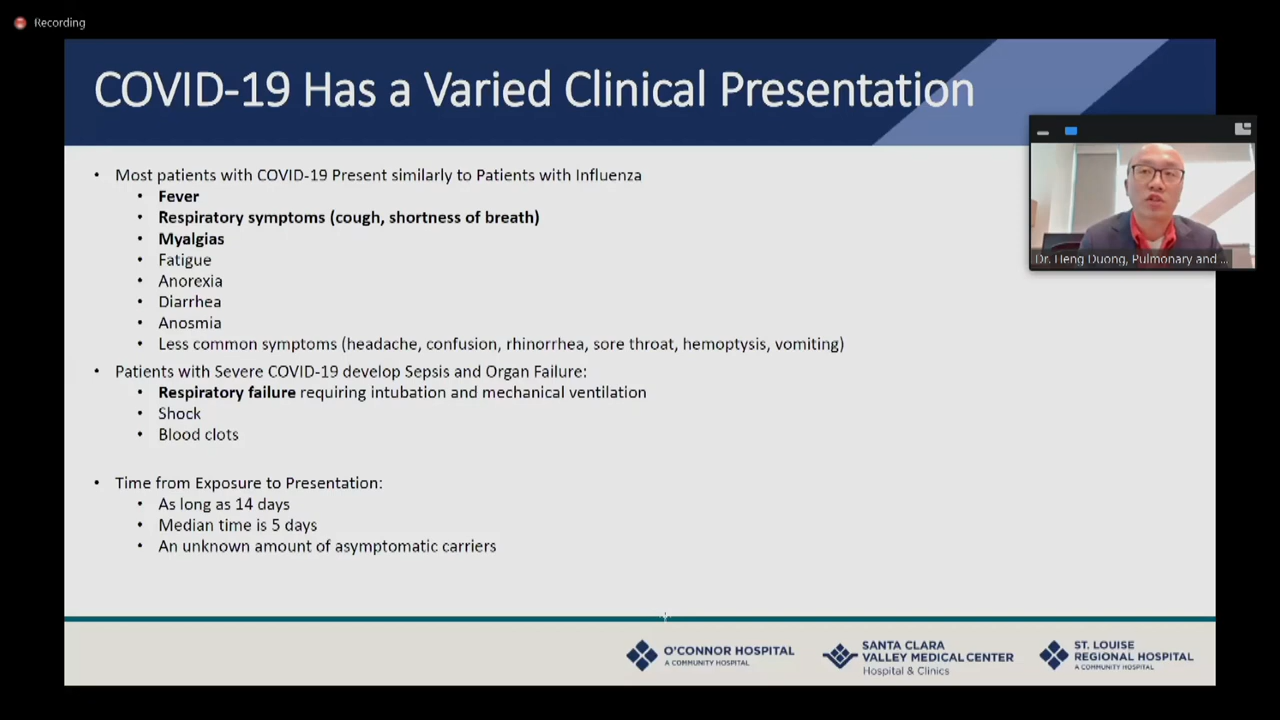 Recording
COVID-19 Has a Varied Clinical Presentation
• Most patients with COVID-19 Present similarly to Patients with Influenza
• Fever
• Respiratory symptoms (cough, shortness of breath)
• Myalgias
• Fatigue
• Anorexia
• Diarrhea
• Anosmia
• Less common symptoms (headache, confusion, rhinorrhea, sore throat, hemoptysis, vomiting)
• Patients with Severe COVID-19 develop Sepsis and Organ Failure:
• Respiratory failure requiring intubation and mechanical ventilation
• Shock
• Blood clots
• Time from Exposure to Presentation:
• As long as 14 days
• Median time is 5 days
• An unknown amount of asymptomatic carriers
Dr. Heng Duong, Pulmonary and ...
O'CONNOR HOSPITAL
A COMMUNITY HOSPITAL
SANTA CLARA
VALLEY MEDICAL CENTER
Hospital & Clinics
ST. LOUISE
REGIONAL HOSPITAL
A COMMUNITY HOSPITAL